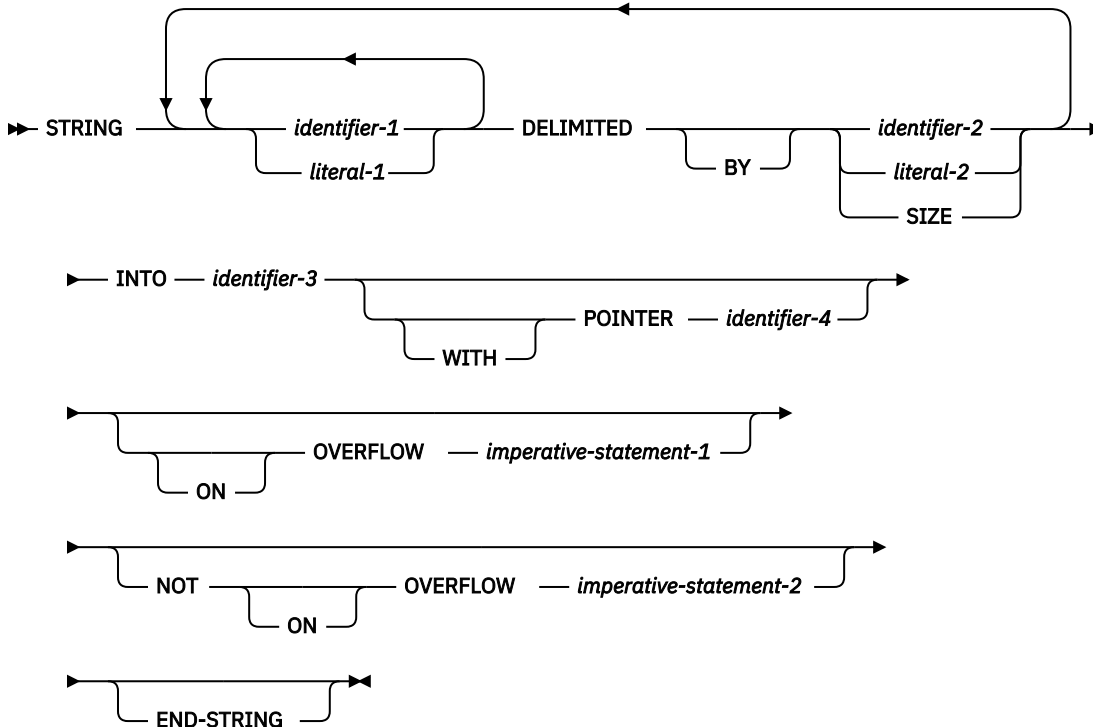 STRING identifier-1 DELIMITED identifier-2
literal-1 BY literal-2
SIZE
INTO identifier-3
POINTER identifier-4
WITH
OVERFLOW imperative-statement-1
ON
NOT OVERFLOW imperative-statement-2
ON
END-STRING